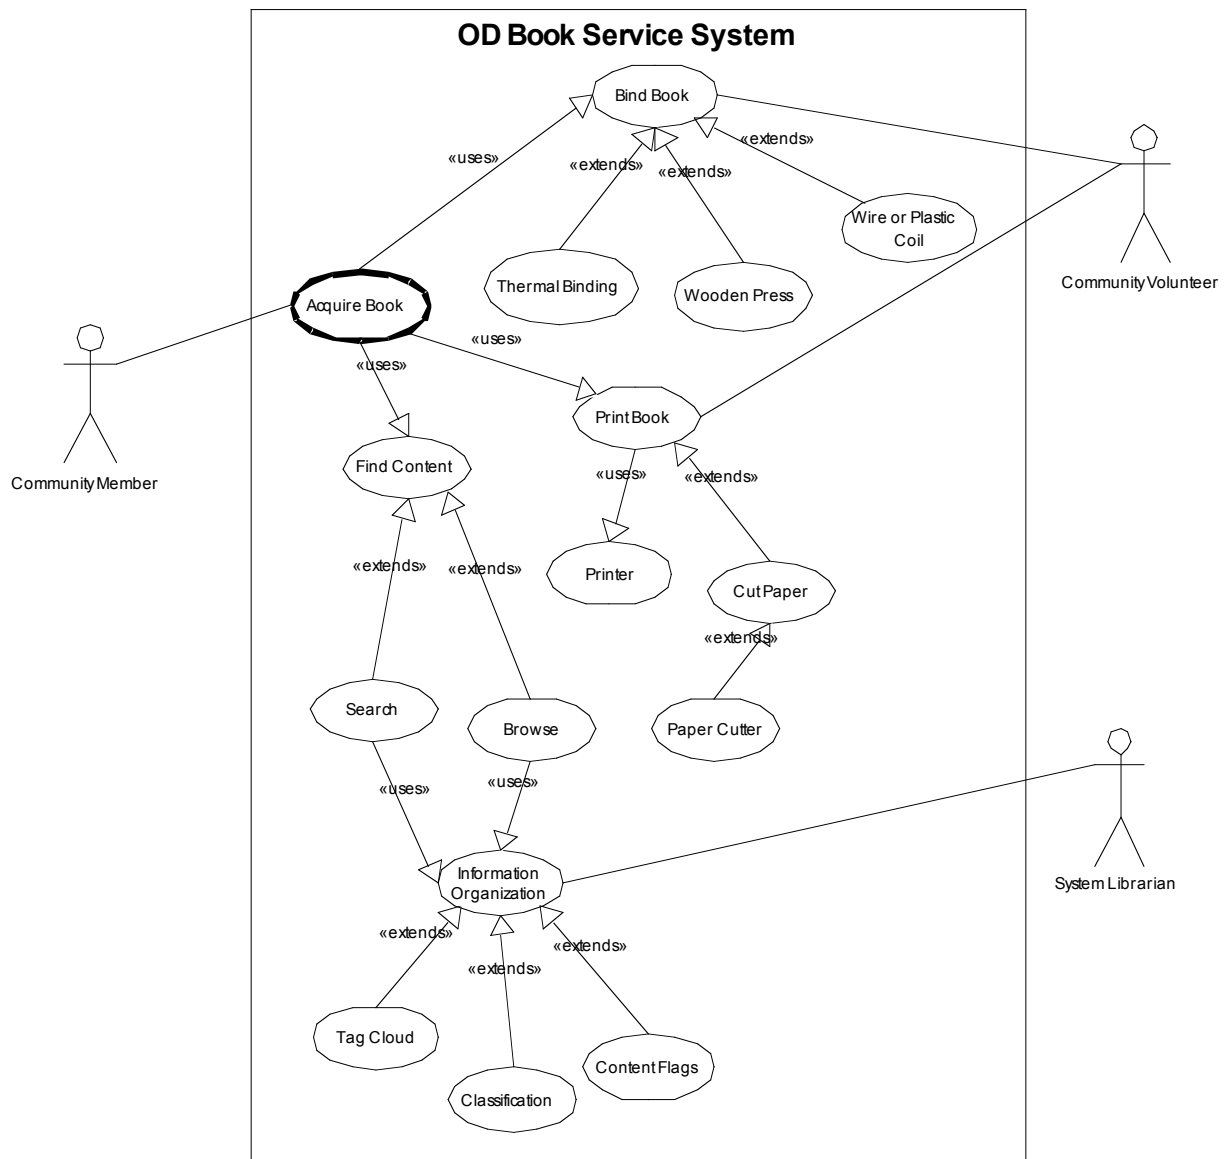 OD Book Service System
Bind Book
«extends»
«uses»
«extends»
«extends»
Wire or Plastic
Coil
Community Volunteer
Thermal Binding
Wooden Press
Acquire Book
«uses»
«uses»
Print Book
Community Member
Find Content
«uses»
«extends»
«extends»
«extends»
Printer
Cut Paper
«extends»
Search
Browse
Paper Cutter
«uses»
«uses»
Information
Organization
System Librarian
«extends»
«extends»
«extends»
Tag Cloud
Content Flags
Classification